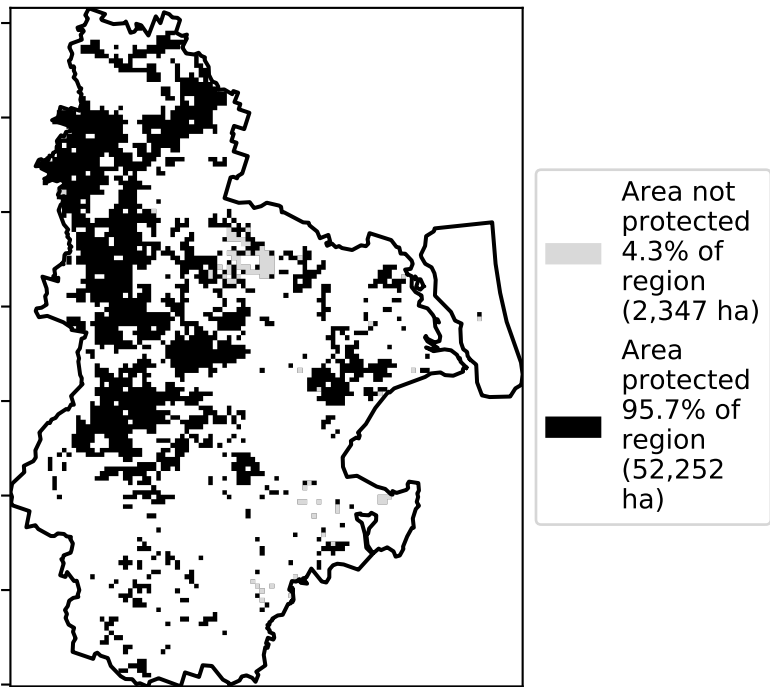 Area not
protected
4.3% of
region
(2,347 ha)
Area
protected
95.7% of
region
(52,252
ha)